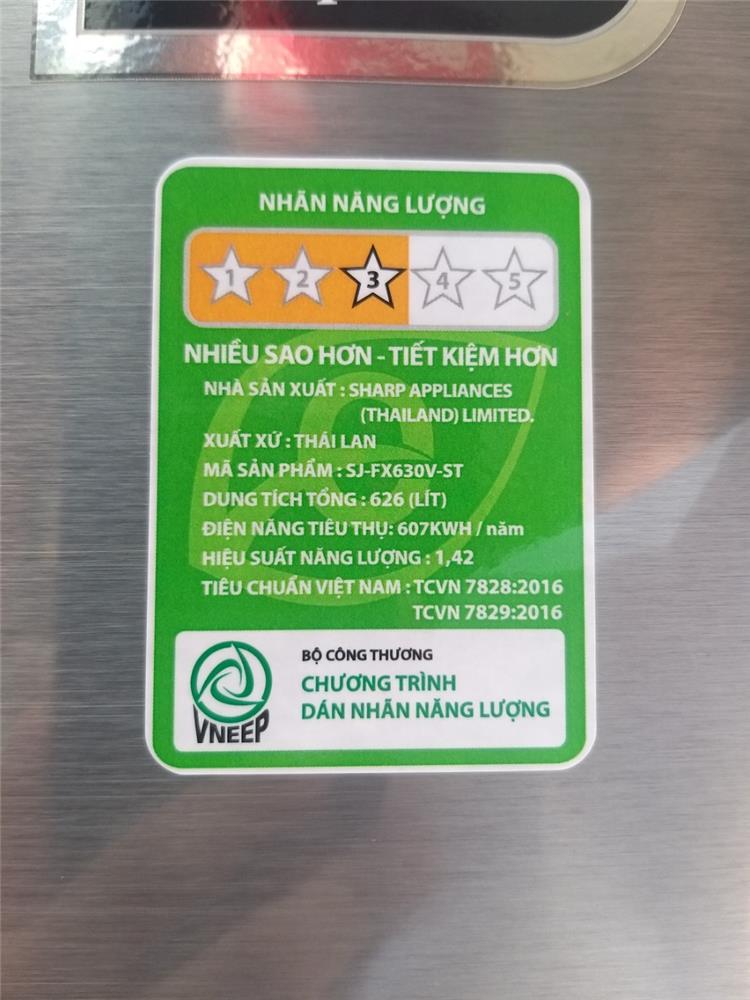 NHÃN NĂNG LƯỢNG
1 2 3 4 5
NHIỀU SAO HƠN - TIẾT KIỆM HƠN
NHÀ SẢN XUẤT : SHARP APPLIANCES
(THAILAND) LIMITED.
XUẤT XỨ : THÁI LAN
MÃ SẢN PHẨM : SJ-FX630V-ST
DUNG TÍCH TỔNG : 626 (LÍT)
ĐIỆN NĂNG TIÊU THỤ: 607KWH / năm
HIỆU SUẤT NĂNG LƯỢNG : 1,42
TIÊU CHUẨN VIỆT NAM : TCVN 7828:2016
TCVN 7829:2016
BỘ CÔNG THƯƠNG
CHƯƠNG TRÌNH
DÁN NHÃN NĂNG LƯỢNG
VNEEP